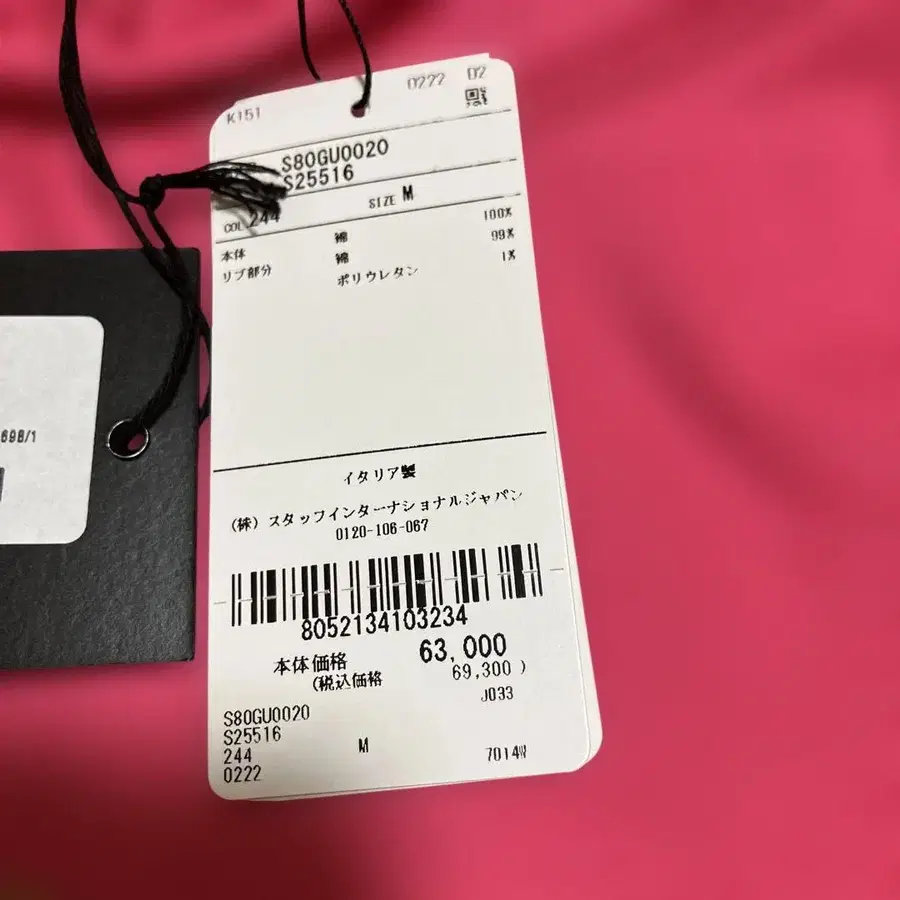 K151 0222 D2
S80GU0020
S25516
COL 244 SIZE M
本体 綿 100%
リブ部分 綿 99%
ポリウレタン 1%
イタリア製
(株) スタッフインターナショナルジャパン
0120-106-067
8052134103234
本体価格 63,000
(税込価格 69,300 )
J033
S80GU0020
S25516
244 M
0222 7014W
698/1